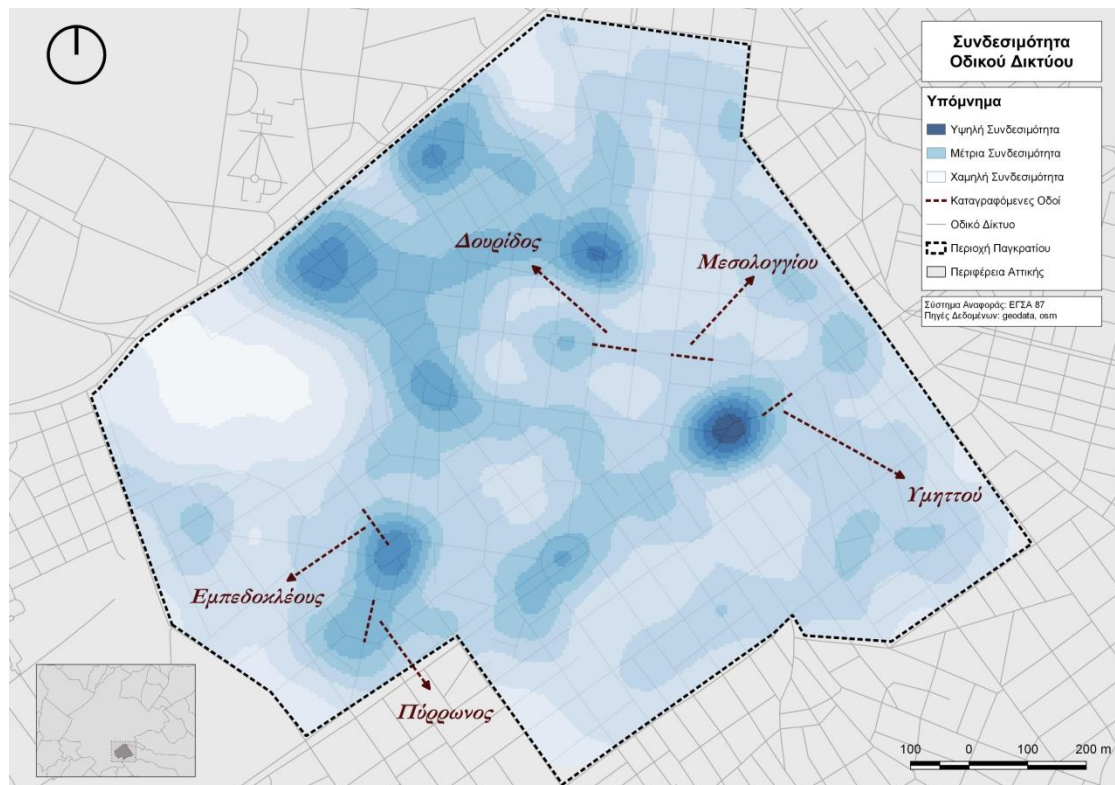 Συνδεσιμότητα
Οδικού Δικτύου
Υπόμνημα
Υψηλή Συνδεσιμότητα
Μέτρια Συνδεσιμότητα
Χαμηλή Συνδεσιμότητα
Καταγραφόμενες Οδοί
Οδικό Δίκτυο
Περιοχή Παγκρατίου
Περιφέρεια Αττικής
Σύστημα Αναφοράς: ΕΓΣΑ 87
Πηγές Δεδομένων: geodata, osm
Δουρίδος
Μεσολογγίου
Υμηττού
Εμπεδοκλέους
Πύρρωνος
100 0 100 200 m